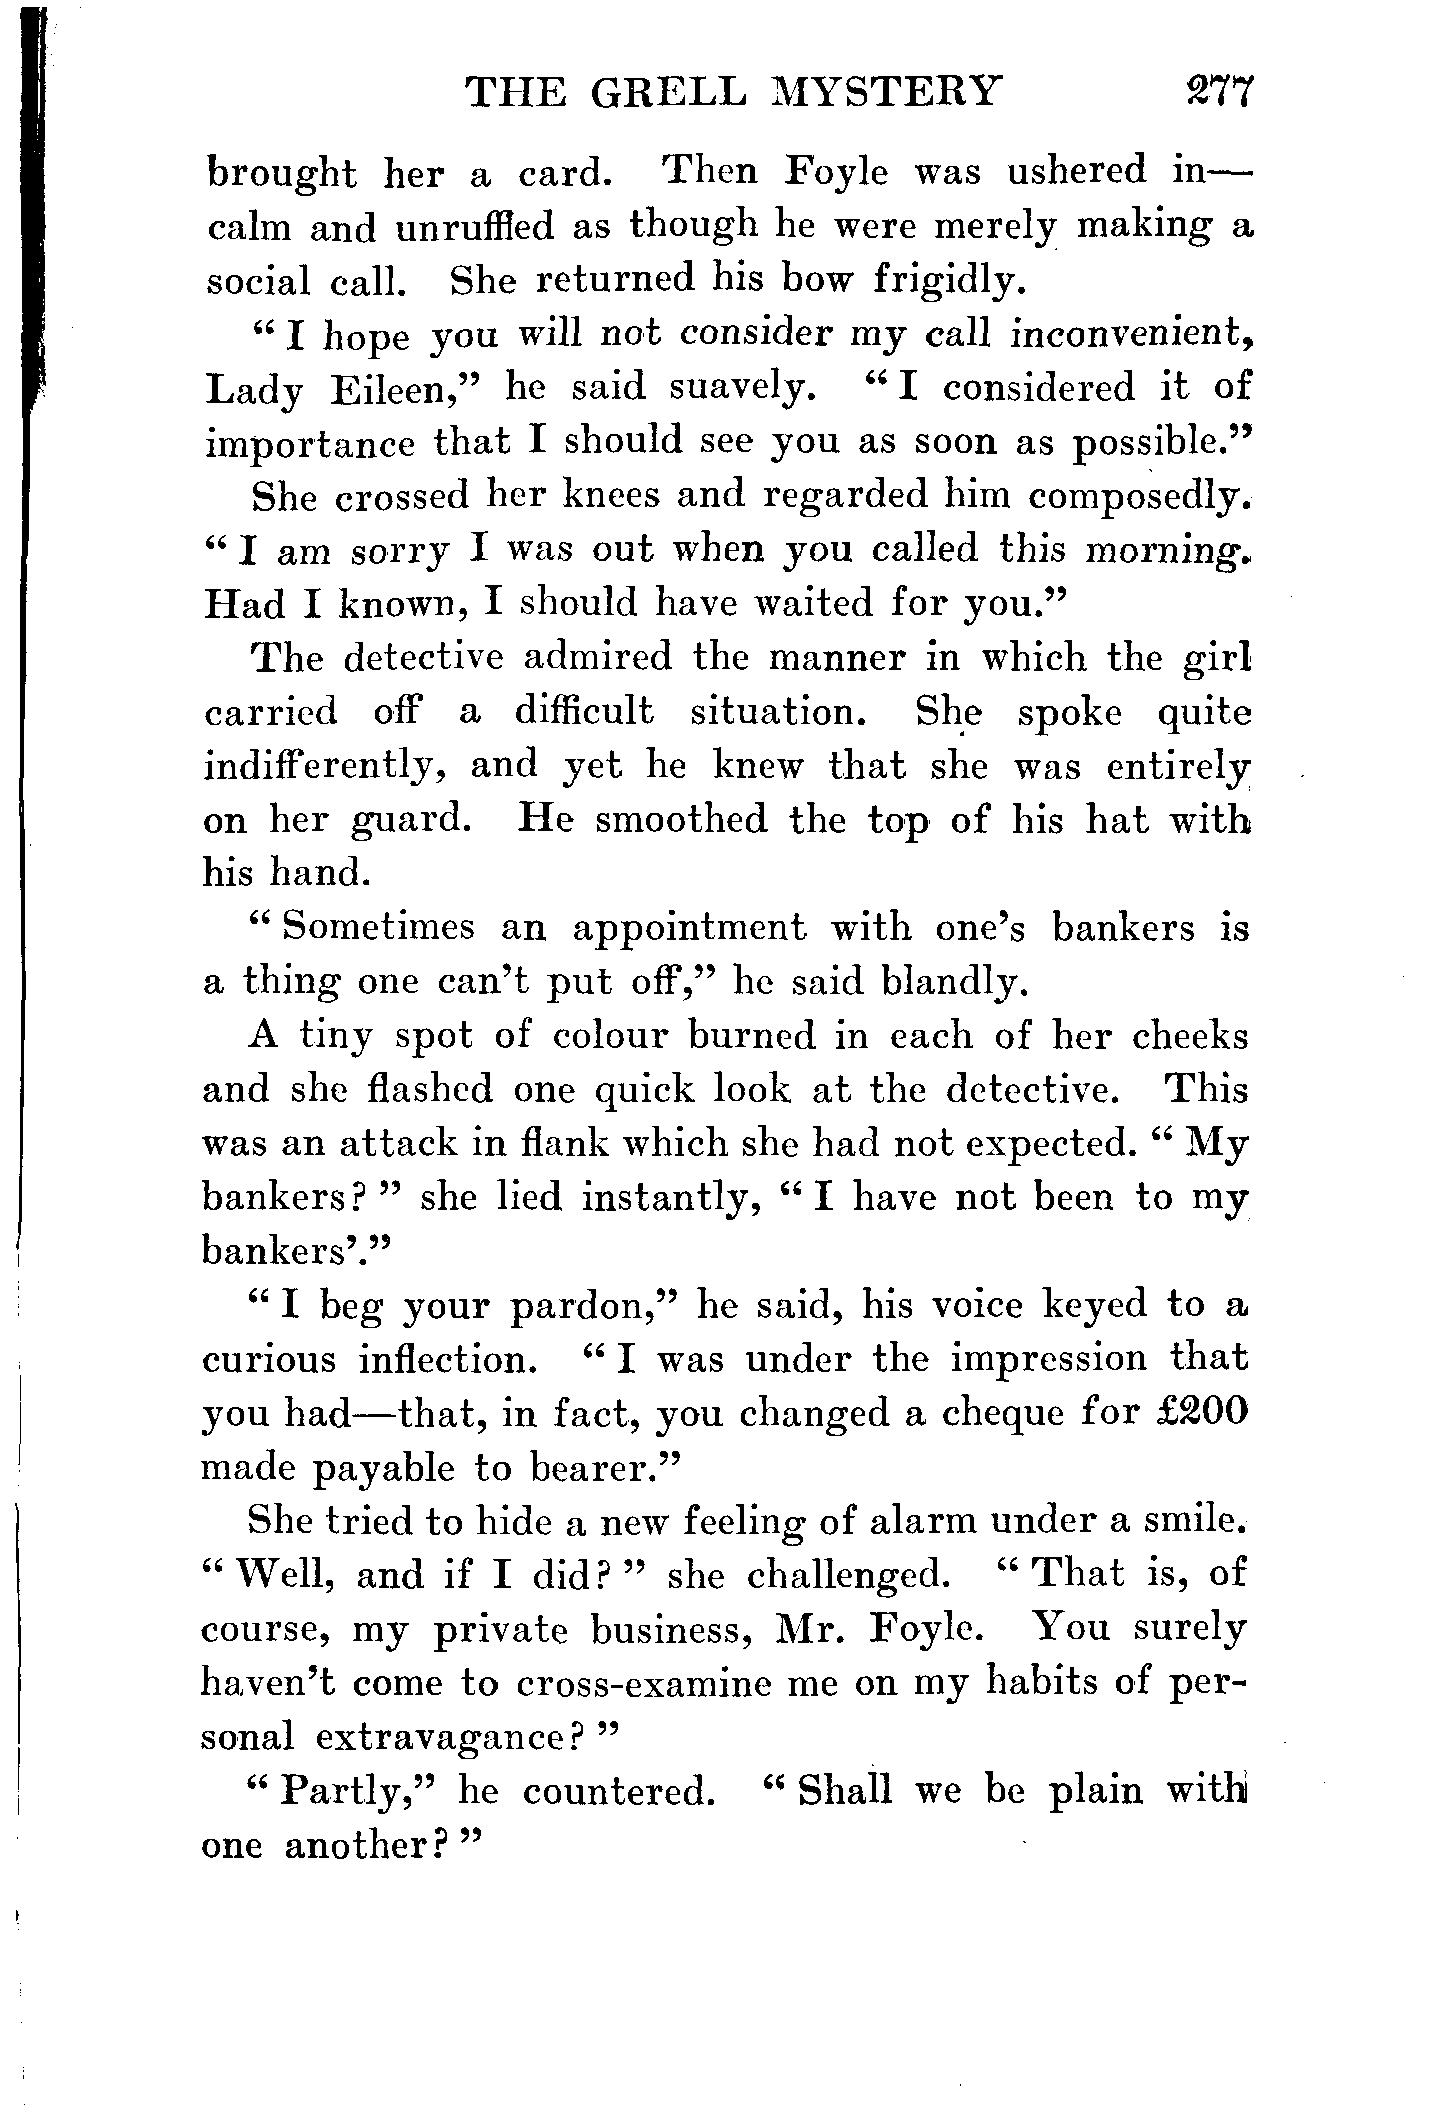 THE GRELL MYSTERY 277
brought her a card. Then Foyle was ushered in—
calm and unruffled as though he were merely making a
social call. She returned his bow frigidly.
“ I hope you will not consider my call inconvenient,
Lady Eileen,” he said suavely. “ I considered it of
importance that I should see you as soon as possible.”
She crossed her knees and regarded him composedly.
“ I am sorry I was out when you called this morning.
Had I known, I should have waited for you.”
The detective admired the manner in which the girl
carried off a difficult situation. She spoke quite
indifferently, and yet he knew that she was entirely
on her guard. He smoothed the top of his hat with
his hand.
“ Sometimes an appointment with one’s bankers is
a thing one can’t put off,” he said blandly.
A tiny spot of colour burned in each of her cheeks
and she flashed one quick look at the detective. This
was an attack in flank which she had not expected. “ My
bankers? ” she lied instantly, “ I have not been to my
bankers’.”
“ I beg your pardon,” he said, his voice keyed to a
curious inflection. “ I was under the impression that
you had—that, in fact, you changed a cheque for £200
made payable to bearer.”
She tried to hide a new feeling of alarm under a smile.
“ Well, and if I did? ” she challenged. “ That is, of
course, my private business, Mr. Foyle. You surely
haven’t come to cross-examine me on my habits of per-
sonal extravagance? ”
“ Partly,” he countered. “ Shall we be plain with
one another? ”